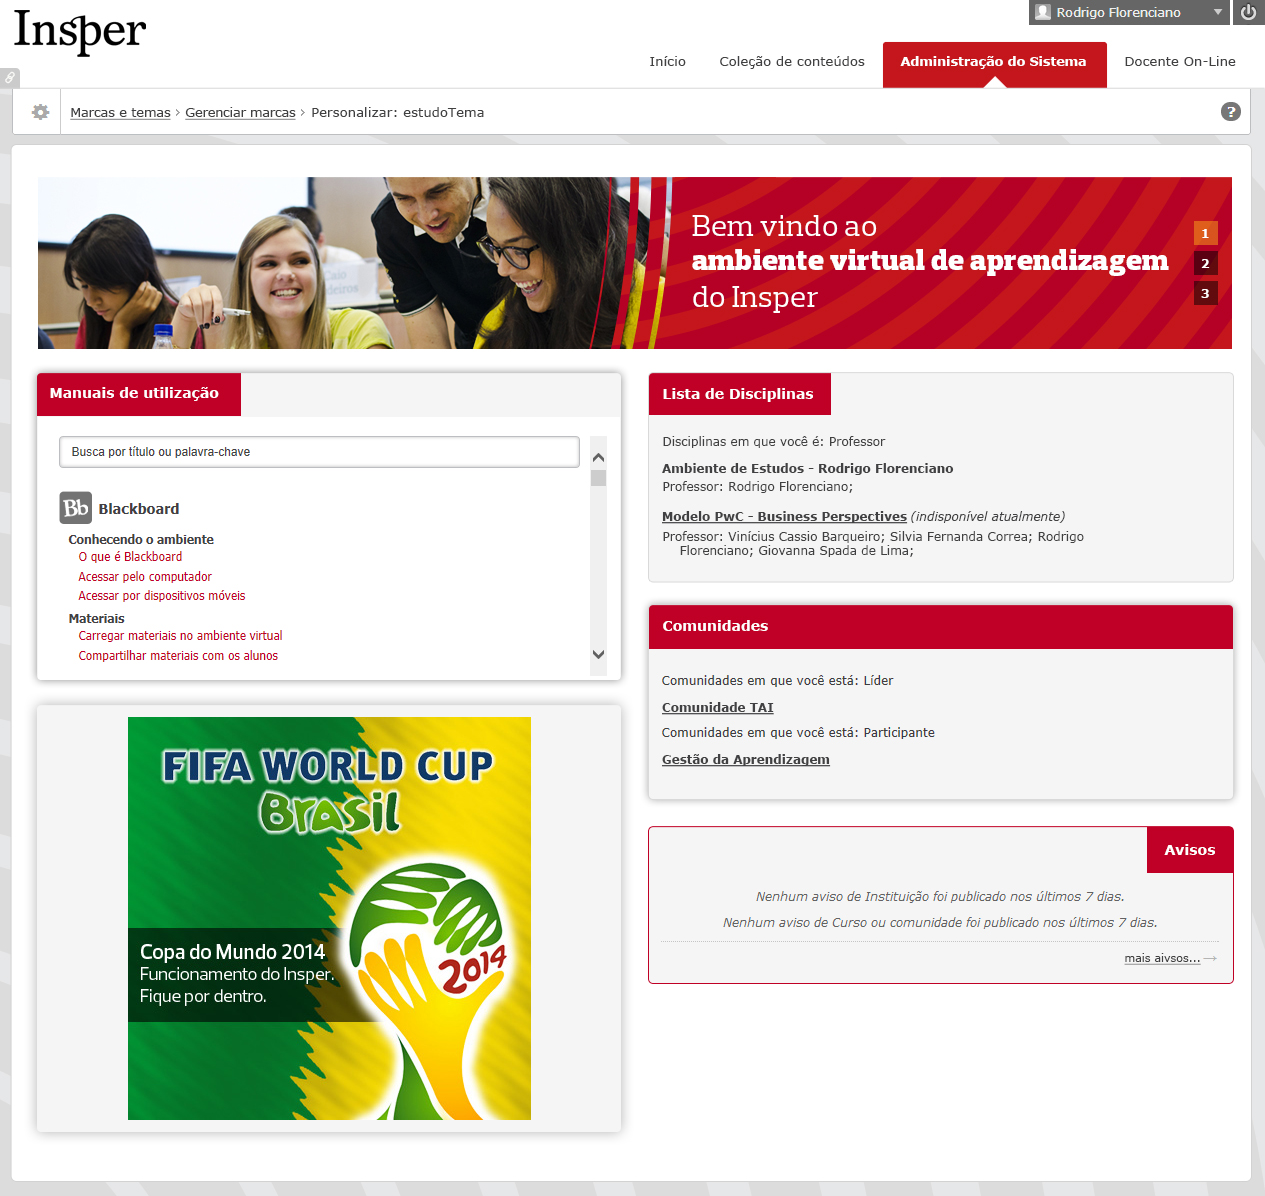 Insper
Rodrigo Florenciano
Início
Coleção de conteúdos
Administração do Sistema
Docente On-Line
Marcas e temas › Gerenciar marcas › Personalizar: estudoTema
?
Bem vindo ao
ambiente virtual de aprendizagem
do Insper
1
2
3
Manuais de utilização
Busca por título ou palavra-chave
Bb Blackboard
Conhecendo o ambiente
O que é Blackboard
Acessar pelo computador
Acessar por dispositivos móveis
Materiais
Carregar materiais no ambiente virtual
Compartilhar materiais com os alunos
FIFA WORLD CUP
Brasil
2014
Copa do Mundo 2014
Funcionamento do Insper.
Fique por dentro.
Lista de Disciplinas
Disciplinas em que você é: Professor
Ambiente de Estudos - Rodrigo Florenciano
Professor: Rodrigo Florenciano;
Modelo PwC - Business Perspectives (indisponível atualmente)
Professor: Vinícius Cassio Barqueiro; Silvia Fernanda Correa; Rodrigo
Florenciano; Giovanna Spada de Lima;
Comunidades
Comunidades em que você está: Líder
Comunidade TAI
Comunidades em que você está: Participante
Gestão da Aprendizagem
Avisos
Nenhum aviso de Instituição foi publicado nos últimos 7 dias.
Nenhum aviso de Curso ou comunidade foi publicado nos últimos 7 dias.
mais aivsos... →